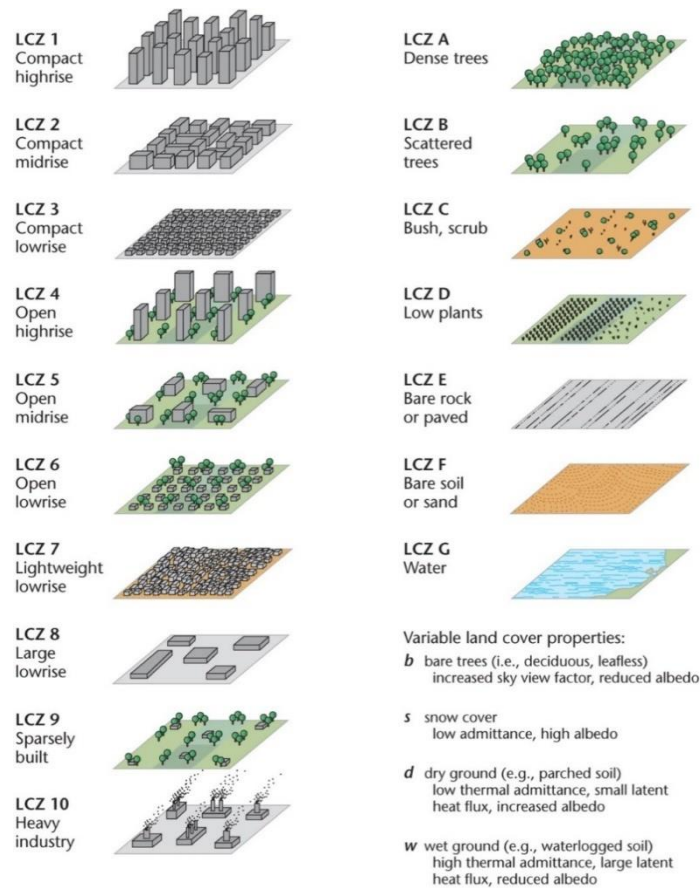 LCZ 1
Compact
highrise
LCZ 2
Compact
midrise
LCZ 3
Compact
lowrise
LCZ 4
Open
highrise
LCZ 5
Open
midrise
LCZ 6
Open
lowrise
LCZ 7
Lightweight
lowrise
LCZ 8
Large
lowrise
LCZ 9
Sparsely
built
LCZ 10
Heavy
industry
LCZ A
Dense trees
LCZ B
Scattered
trees
LCZ C
Bush, scrub
LCZ D
Low plants
LCZ E
Bare rock
or paved
LCZ F
Bare soil
or sand
LCZ G
Water
Variable land cover properties:
b bare trees (i.e., deciduous, leafless)
increased sky view factor, reduced albedo
s snow cover
low admittance, high albedo
d dry ground (e.g., parched soil)
low thermal admittance, small latent
heat flux, increased albedo
w wet ground (e.g., waterlogged soil)
high thermal admittance, large latent
heat flux, reduced albedo